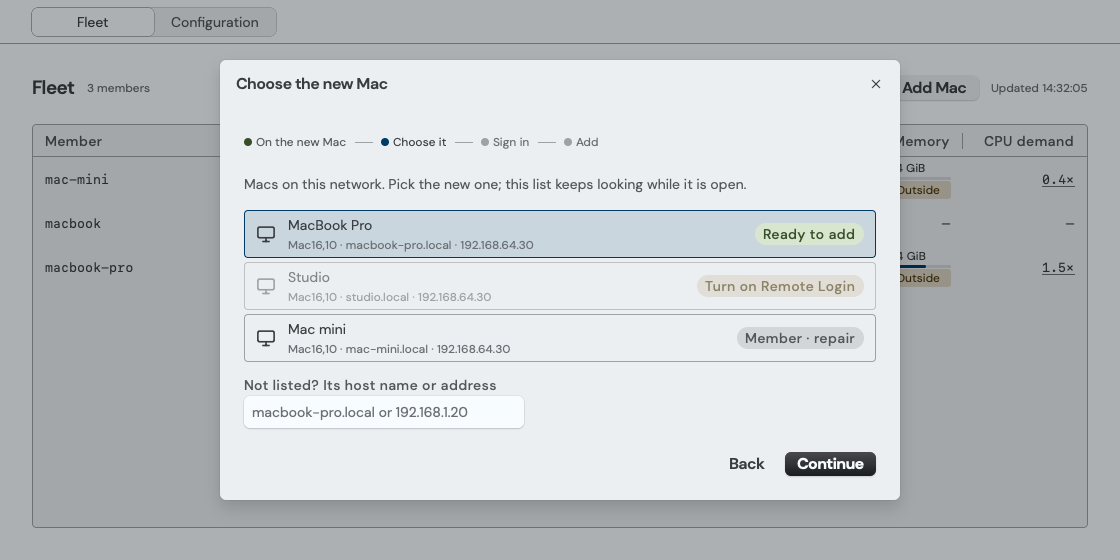 Fleet
Configuration
Fleet
3 members
Add Mac
Updated 14:32:05
Member
Memory
CPU demand
mac-mini
GiB
Outside
0.4×
macbook
—
—
macbook-pro
GiB
Outside
1.5×
Choose the new Mac
×
On the new Mac
Choose it
Sign in
Add
Macs on this network. Pick the new one; this list keeps looking while it is open.
MacBook Pro
Mac16,10 · macbook-pro.local · 192.168.64.30
Ready to add
Studio
Mac16,10 · studio.local · 192.168.64.30
Turn on Remote Login
Mac mini
Mac16,10 · mac-mini.local · 192.168.64.30
Member · repair
Not listed? Its host name or address
macbook-pro.local or 192.168.1.20
Back
Continue